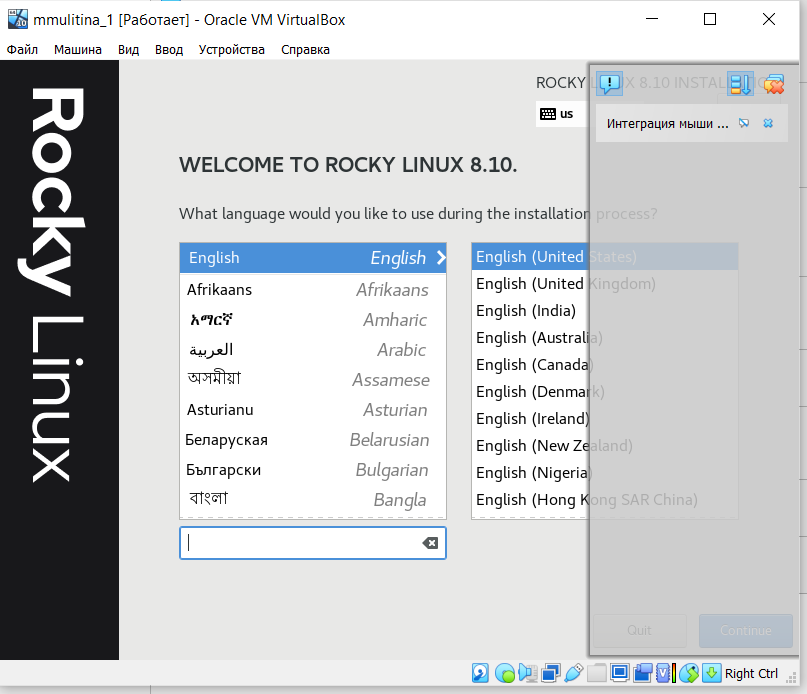 mmulitina_1 [Работает] - Oracle VM VirtualBox
Файл Машина Вид Ввод Устройства Справка
Rocky Linux
ROCKY LINUX 8.10 INSTALLATION
us
Интеграция мыши ...
WELCOME TO ROCKY LINUX 8.10.
What language would you like to use during the installation process?
English English
Afrikaans Afrikaans
አማርኛ Amharic
العربية Arabic
অসমীয়া Assamese
Asturianu Asturian
Беларуская Belarusian
Български Bulgarian
বাংলা Bangla
English (United States)
English (United Kingdom)
English (India)
English (Australia)
English (Canada)
English (Denmark)
English (Ireland)
English (New Zealand)
English (Nigeria)
English (Hong Kong SAR China)
Quit Continue
Right Ctrl